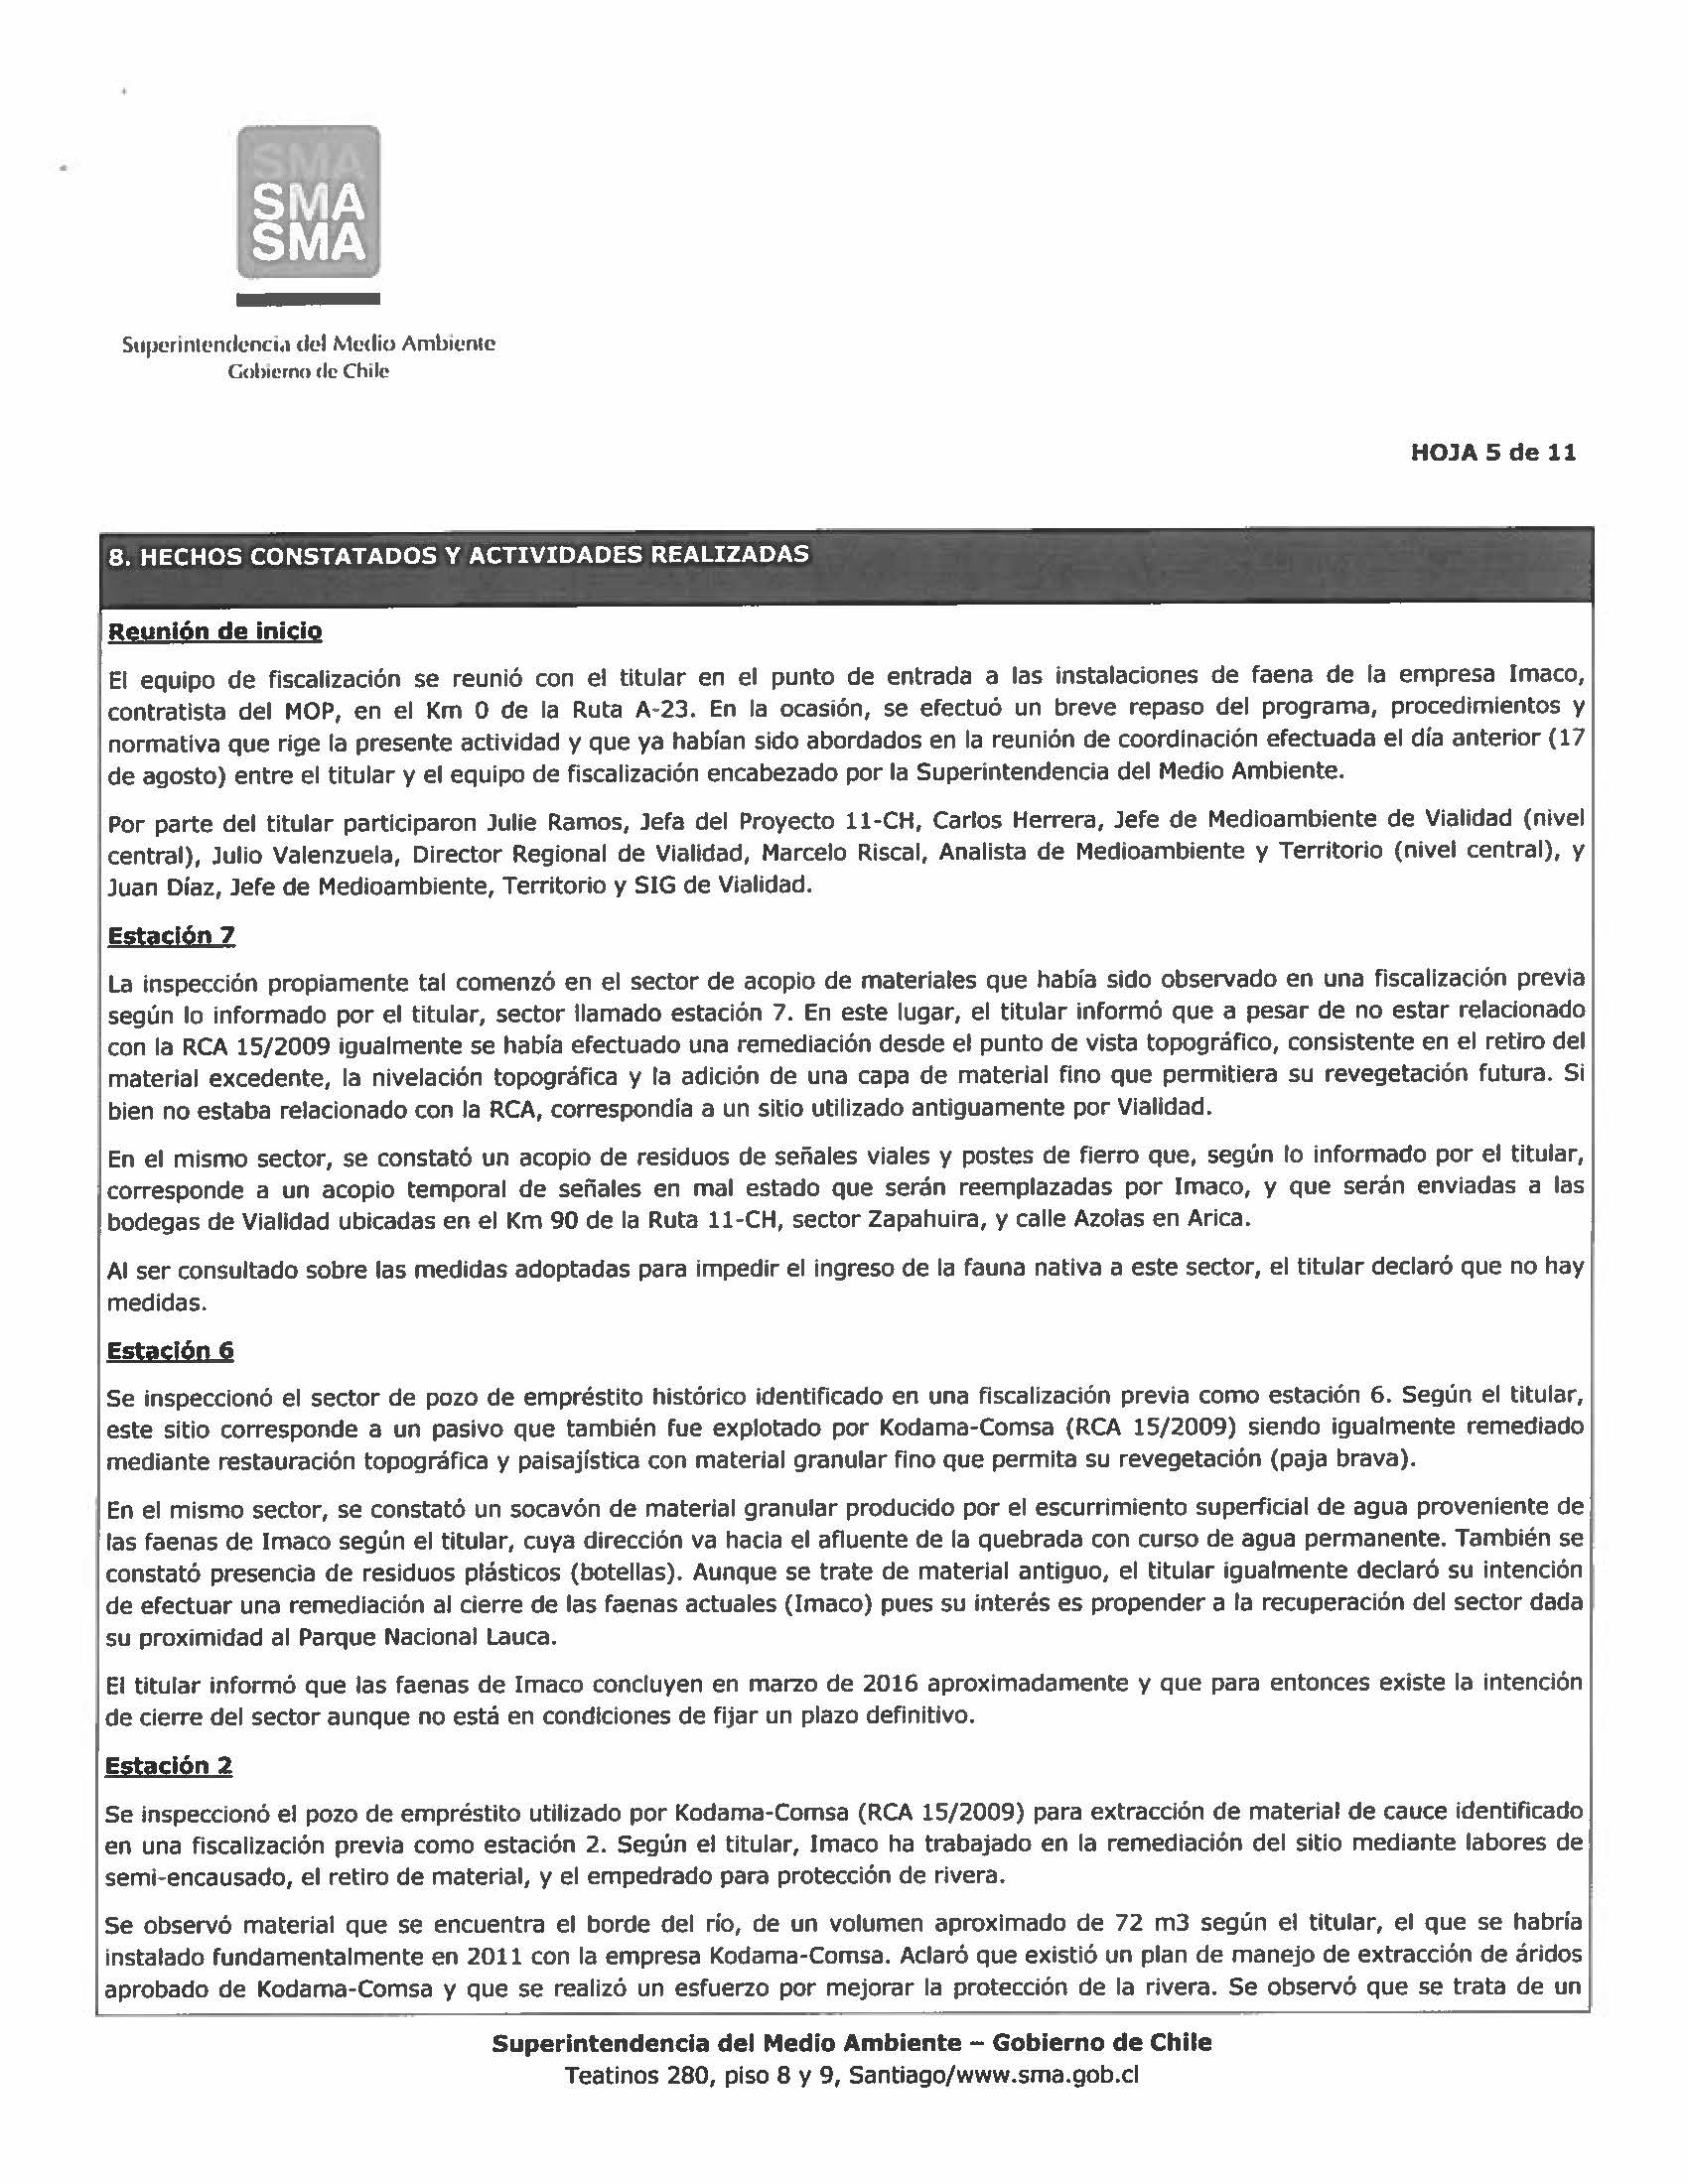 SMA
SMA
SMA
Superintendencia del Medio Ambiente
Gobierno de Chile
HOJA 5 de 11
8. HECHOS CONSTATADOS Y ACTIVIDADES REALIZADAS
Reunión de inicio
El equipo de fiscalización se reunió con el titular en el punto de entrada a las instalaciones de faena de la empresa Imaco,
contratista del MOP, en el Km 0 de la Ruta A-23. En la ocasión, se efectuó un breve repaso del programa, procedimientos y
normativa que rige la presente actividad y que ya habían sido abordados en la reunión de coordinación efectuada el día anterior (17
de agosto) entre el titular y el equipo de fiscalización encabezado por la Superintendencia del Medio Ambiente.
Por parte del titular participaron Julie Ramos, Jefa del Proyecto 11-CH, Carlos Herrera, Jefe de Medioambiente de Vialidad (nivel
central), Julio Valenzuela, Director Regional de Vialidad, Marcelo Riscal, Analista de Medioambiente y Territorio (nivel central), y
Juan Díaz, Jefe de Medioambiente, Territorio y SIG de Vialidad.
Estación 7
La inspección propiamente tal comenzó en el sector de acopio de materiales que había sido observado en una fiscalización previa
según lo informado por el titular, sector llamado estación 7. En este lugar, el titular informó que a pesar de no estar relacionado
con la RCA 15/2009 igualmente se había efectuado una remediación desde el punto de vista topográfico, consistente en el retiro del
material excedente, la nivelación topográfica y la adición de una capa de material fino que permitiera su revegetación futura. Si
bien no estaba relacionado con la RCA, correspondía a un sitio utilizado antiguamente por Vialidad.
En el mismo sector, se constató un acopio de residuos de señales viales y postes de fierro que, según lo informado por el titular,
corresponde a un acopio temporal de señales en mal estado que serán reemplazadas por Imaco, y que serán enviadas a las
bodegas de Vialidad ubicadas en el Km 90 de la Ruta 11-CH, sector Zapahuira, y calle Azolas en Arica.
Al ser consultado sobre las medidas adoptadas para impedir el ingreso de la fauna nativa a este sector, el titular declaró que no hay
medidas.
Estación 6
Se inspeccionó el sector de pozo de empréstito histórico identificado en una fiscalización previa como estación 6. Según el titular,
este sitio corresponde a un pasivo que también fue explotado por Kodama-Comsa (RCA 15/2009) siendo igualmente remediado
mediante restauración topográfica y paisajística con material granular fino que permita su revegetación (paja brava).
En el mismo sector, se constató un socavón de material granular producido por el escurrimiento superficial de agua proveniente de
las faenas de Imaco según el titular, cuya dirección va hacia el afluente de la quebrada con curso de agua permanente. También se
constató presencia de residuos plásticos (botellas). Aunque se trate de material antiguo, el titular igualmente declaró su intención
de efectuar una remediación al cierre de las faenas actuales (Imaco) pues su interés es propender a la recuperación del sector dada
su proximidad al Parque Nacional Lauca.
El titular informó que las faenas de Imaco concluyen en marzo de 2016 aproximadamente y que para entonces existe la intención
de cierre del sector aunque no está en condiciones de fijar un plazo definitivo.
Estación 2
Se inspeccionó el pozo de empréstito utilizado por Kodama-Comsa (RCA 15/2009) para extracción de material de cauce identificado
en una fiscalización previa como estación 2. Según el titular, Imaco ha trabajado en la remediación del sitio mediante labores de
semi-encausado, el retiro de material, y el empedrado para protección de rivera.
Se observó material que se encuentra el borde del río, de un volumen aproximado de 72 m3 según el titular, el que se habría
instalado fundamentalmente en 2011 con la empresa Kodama-Comsa. Aclaró que existió un plan de manejo de extracción de áridos
aprobado de Kodama-Comsa y que se realizó un esfuerzo por mejorar la protección de la rivera. Se observó que se trata de un
Superintendencia del Medio Ambiente – Gobierno de Chile
Teatinos 280, piso 8 y 9, Santiago/www.sma.gob.cl